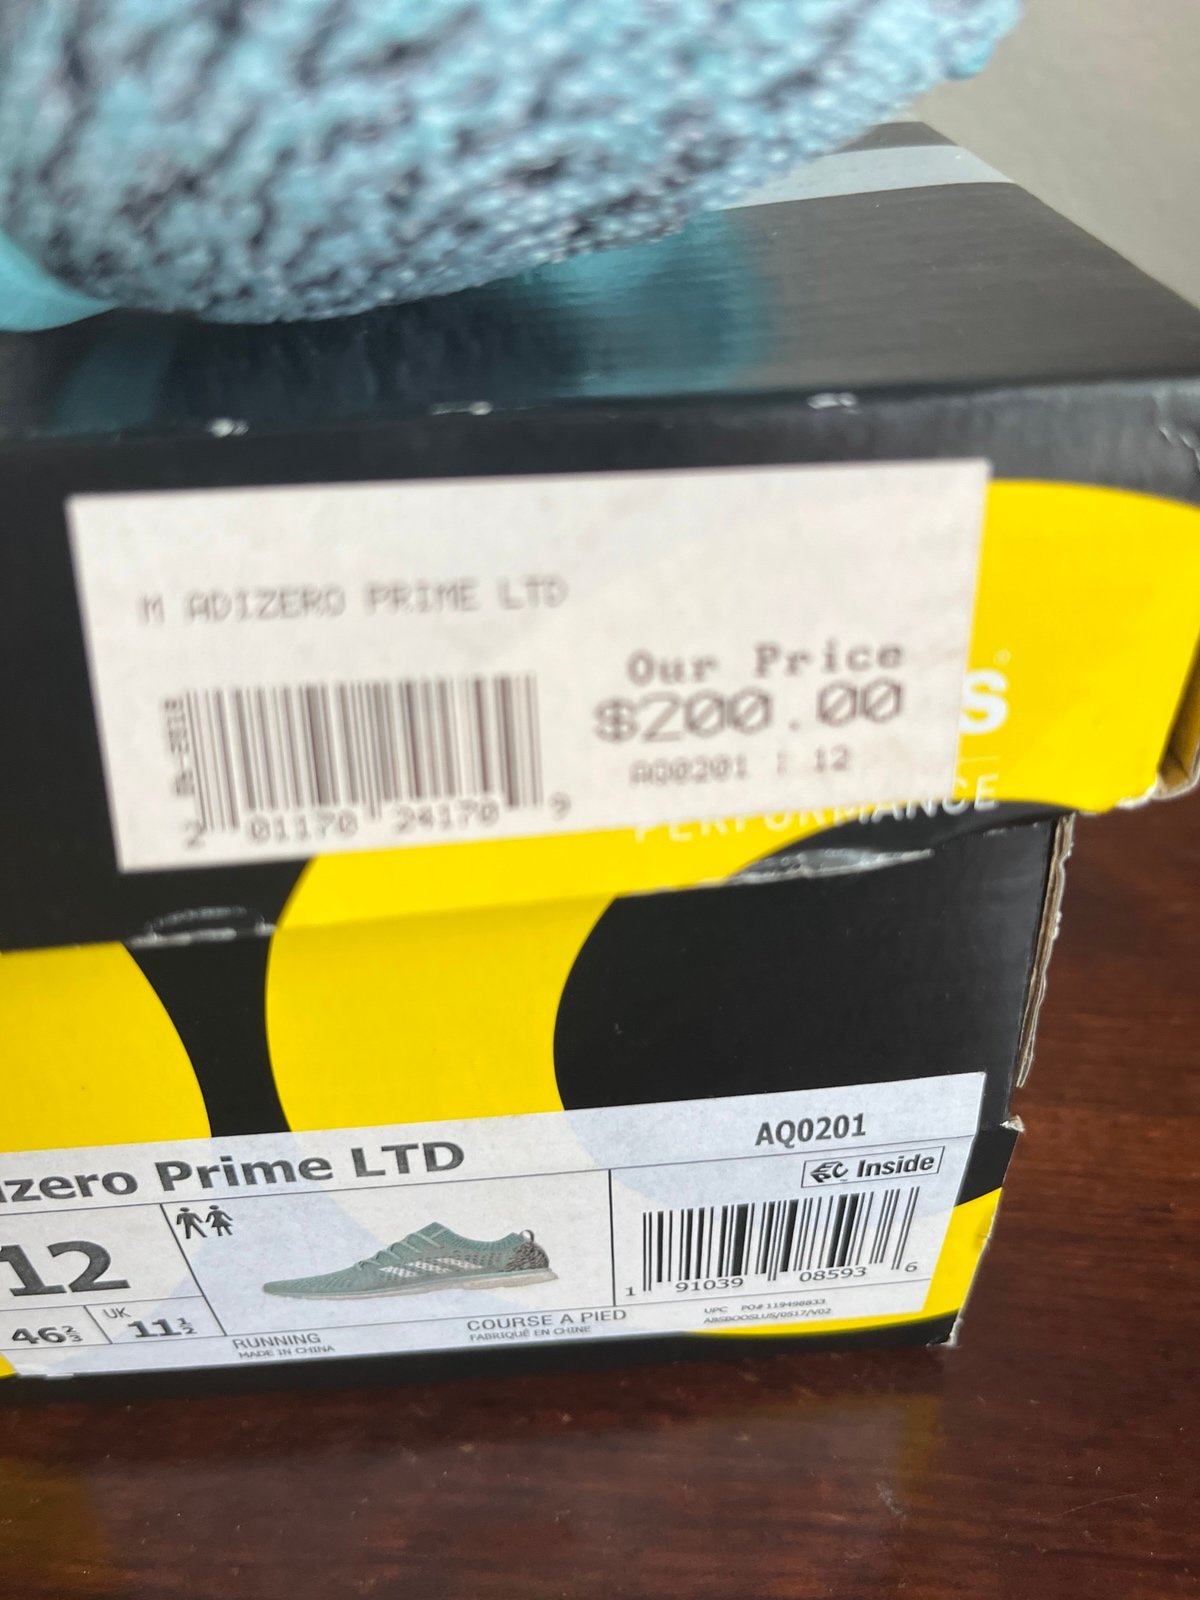 M ADIZERO PRIME LTD
Our Price
$200.00
AQ0201 : 12
2 01170 24170 9
s
PERFORMANCE
izero Prime LTD
AQ0201
Inside
12
46⅔
UK
11½
1 91039 08593 6
RUNNING
MADE IN CHINA
COURSE A PIED
FABRIQUÉ EN CHINE
UPC PO# 119498833